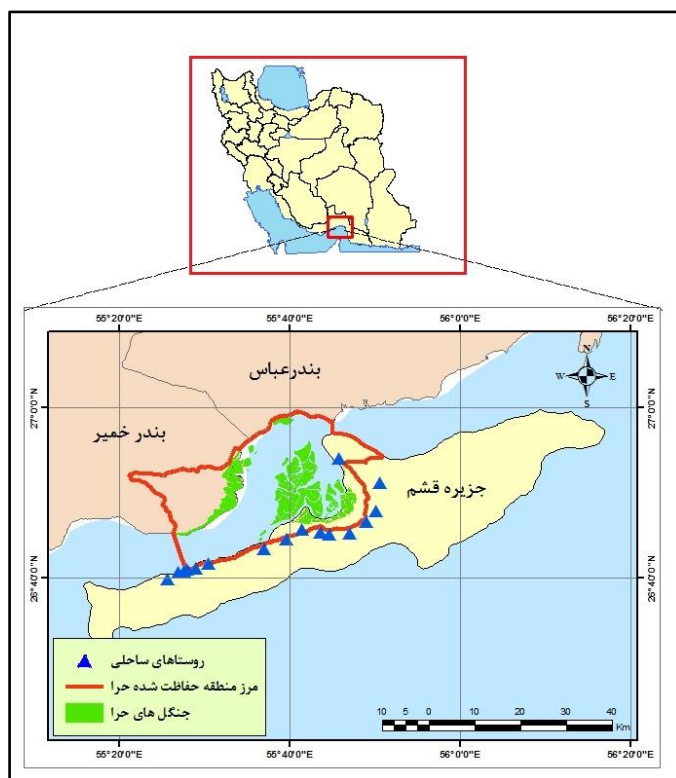 55°20'0"E 55°40'0"E 56°0'0"E 56°20'0"E
N
W E
S
بندرعباس
27°0'0"N 27°0'0"N
بندر خمیر
جزیره قشم
26°40'0"N 26°40'0"N
روستاهای ساحلی
مرز منطقه حفاظت شده حرا
جنگل های حرا
10 5 0 10 20 30 40
Km
55°20'0"E 55°40'0"E 56°0'0"E 56°20'0"E